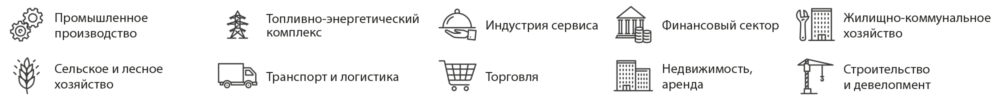 Промышленное
производство
Топливно-энергетический
комплекс
Индустрия сервиса
Финансовый сектор
Жилищно-коммунальное
хозяйство
Сельское и лесное
хозяйство
Транспорт и логистика
Торговля
Недвижимость,
аренда
Строительство
и девелопмент